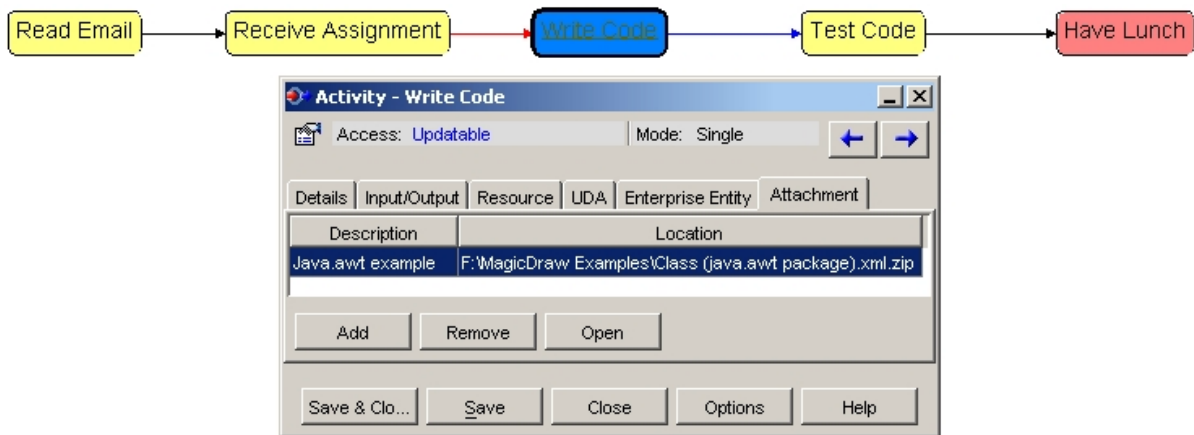 Read Email Receive Assignment Write Code Test Code Have Lunch
Activity - Write Code
Access: Updatable Mode: Single
Details Input/Output Resource UDA Enterprise Entity Attachment
Description Location
Java.awt example F:\MagicDraw Examples\Class (java.awt package).xml.zip
Add Remove Open
Save & Clo... Save Close Options Help